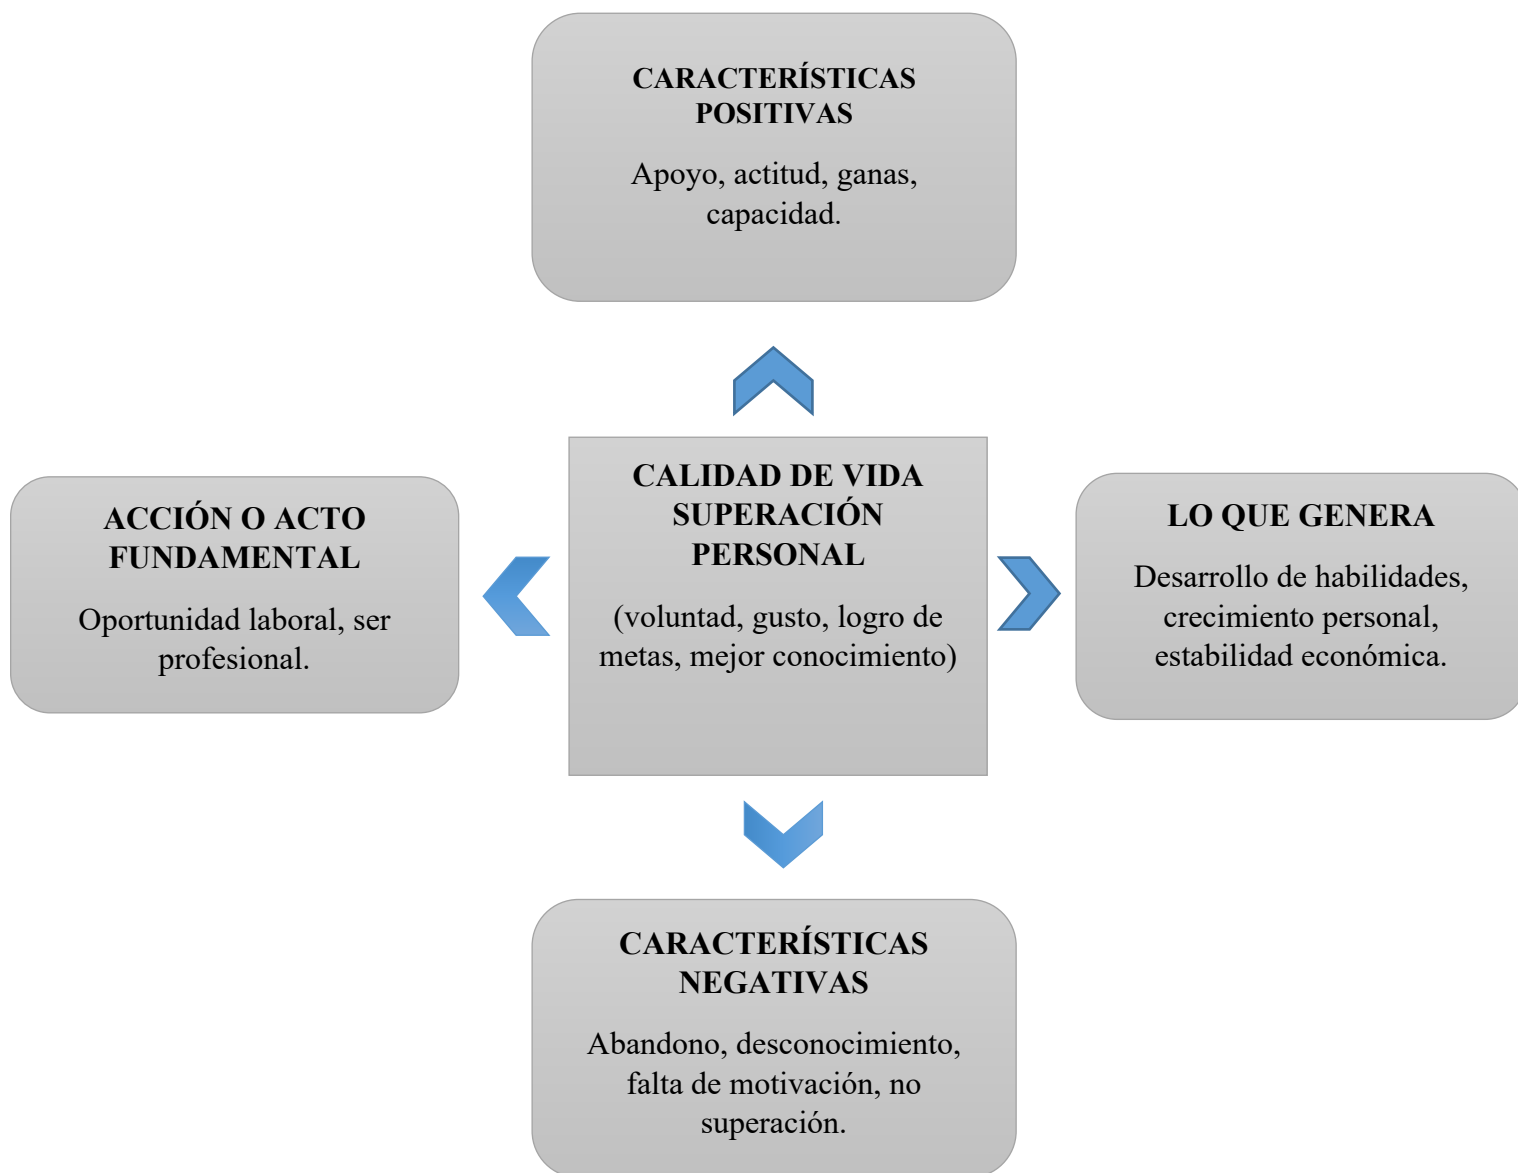 CARACTERÍSTICAS
POSITIVAS
Apoyo, actitud, ganas,
capacidad.
ACCIÓN O ACTO
FUNDAMENTAL
Oportunidad laboral, ser
profesional.
CALIDAD DE VIDA
SUPERACIÓN
PERSONAL
(voluntad, gusto, logro de
metas, mejor conocimiento)
LO QUE GENERA
Desarrollo de habilidades,
crecimiento personal,
estabilidad económica.
CARACTERÍSTICAS
NEGATIVAS
Abandono, desconocimiento,
falta de motivación, no
superación.